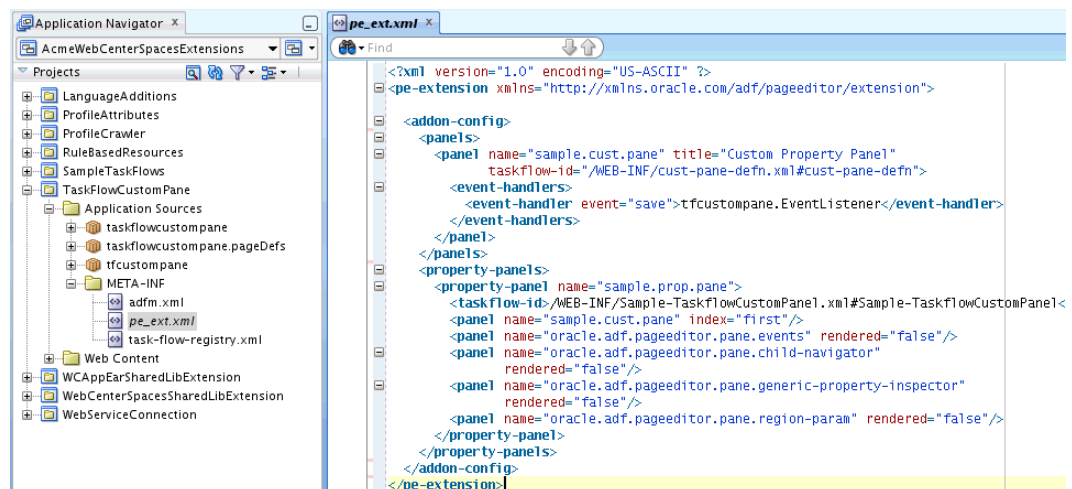 Application Navigator x
AcmeWebCenterSpacesExtensions
Projects
LanguageAdditions
ProfileAttributes
ProfileCrawler
RuleBasedResources
SampleTaskFlows
TaskFlowCustomPane
Application Sources
taskflowcustompane
taskflowcustompane.pageDefs
tfcustompane
META-INF
adfm.xml
pe_ext.xml
task-flow-registry.xml
Web Content
WCAppEarSharedLibExtension
WebCenterSpacesSharedLibExtension
WebServiceConnection
pe_ext.xml x
Find
<?xml version="1.0" encoding="US-ASCII" ?>
<pe-extension xmlns="http://xmlns.oracle.com/adf/pageeditor/extension">
<addon-config>
<panels>
<panel name="sample.cust.pane" title="Custom Property Panel"
taskflow-id="/WEB-INF/cust-pane-defn.xml#cust-pane-defn">
<event-handlers>
<event-handler event="save">tfcustompane.EventListener</event-handler>
</event-handlers>
</panel>
</panels>
<property-panels>
<property-panel name="sample.prop.pane">
<taskflow-id>/WEB-INF/Sample-TaskflowCustomPanel.xml#Sample-TaskflowCustomPanel<
<panel name="sample.cust.pane" index="first"/>
<panel name="oracle.adf.pageeditor.pane.events" rendered="false"/>
<panel name="oracle.adf.pageeditor.pane.child-navigator"
rendered="false"/>
<panel name="oracle.adf.pageeditor.pane.generic-property-inspector"
rendered="false"/>
<panel name="oracle.adf.pageeditor.pane.region-param" rendered="false"/>
</property-panel>
</property-panels>
</addon-config>
</pe-extension>